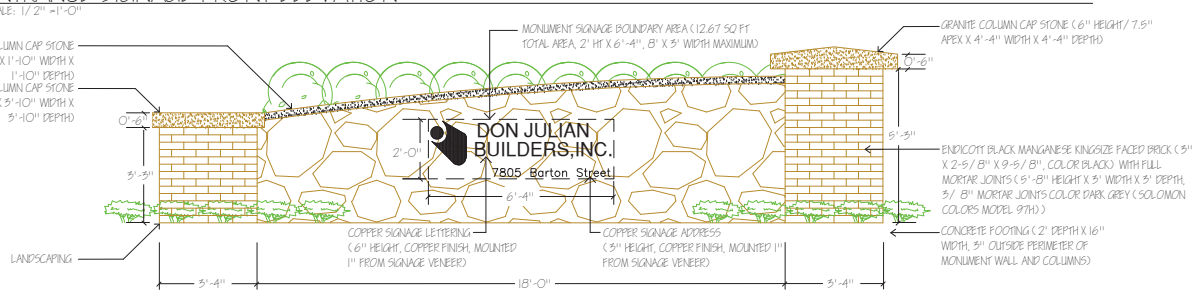 ENTRANCE SIGNAGE FRONT ELEVATION
SCALE: 1/2" =1'-0"
MONUMENT SIGNAGE BOUNDARY AREA (12.67 SQ FT
TOTAL AREA, 2' HT X 6'-4", 8' X 3' WIDTH MAXIMUM)
GRANITE COLUMN CAP STONE (6" HEIGHT/ 7.5"
APEX X 4'-4" WIDTH X 4'-4" DEPTH)
COLUMN CAP STONE
X 1'-10" WIDTH X
1'-10" DEPTH)
COLUMN CAP STONE
X 3'-10" WIDTH X
3'-10" DEPTH)
0'-6"
0'-6"
5'-3"
3'-3"
2'-0"
DON JULIAN
BUILDERS,INC.
7805 Barton Street
6'-4"
ENDICOTT BLACK MANGANESE KINGSIZE FACED BRICK (3"
X 2-5/8" X 9-5/8", COLOR BLACK) WITH FULL
MORTAR JOINTS (5'-8" HEIGHT X 3' WIDTH X 3' DEPTH,
3/8" MORTAR JOINTS COLOR DARK GREY (SOLOMON
COLORS MODEL 97H))
CONCRETE FOOTING (2' DEPTH X 16"
WIDTH, 3" OUTSIDE PERIMETER OF
MONUMENT WALL AND COLUMNS)
COPPER SIGNAGE LETTERING
(6" HEIGHT, COPPER FINISH, MOUNTED
1" FROM SIGNAGE VENEER)
COPPER SIGNAGE ADDRESS
(3" HEIGHT, COPPER FINISH, MOUNTED 1"
FROM SIGNAGE VENEER)
LANDSCAPING
3'-4"
18'-0"
3'-4"